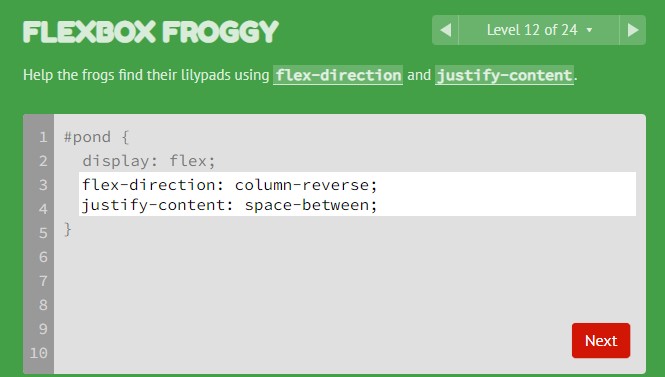 FLEXBOX FROGGY
Level 12 of 24
Help the frogs find their lilypads using flex-direction and justify-content.
1 #pond {
2 display: flex;
3 flex-direction: column-reverse;
4 justify-content: space-between;
5 }
6
7
8
9
10
Next